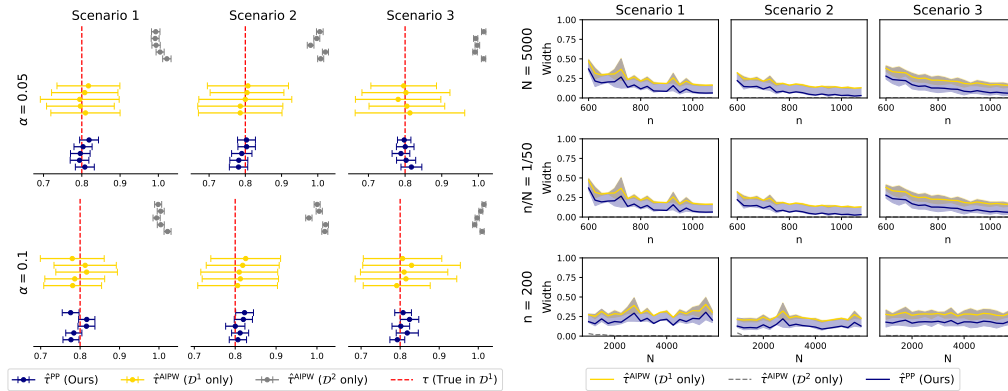 Scenario 1 Scenario 2 Scenario 3
α = 0.05
0.7 0.8 0.9 1.0 0.7 0.8 0.9 1.0 0.7 0.8 0.9 1.0
α = 0.1
0.7 0.8 0.9 1.0 0.7 0.8 0.9 1.0 0.7 0.8 0.9 1.0
τ̂^PP (Ours) τ̂^AIPW (𝒟^1 only) τ̂^AIPW (𝒟^2 only) τ (True in 𝒟^1)
Scenario 1 Scenario 2 Scenario 3
N = 5000
Width
1.00
0.75
0.50
0.25
0.00
600 800 1000 600 800 1000 600 800 1000
n n n
n/N = 1/50
Width
1.00
0.75
0.50
0.25
0.00
600 800 1000 600 800 1000 600 800 1000
n n n
n = 200
Width
1.00
0.75
0.50
0.25
0.00
2000 4000 2000 4000 2000 4000
N N N
τ̂^AIPW (𝒟^1 only) τ̂^AIPW (𝒟^2 only) τ̂^PP (Ours)